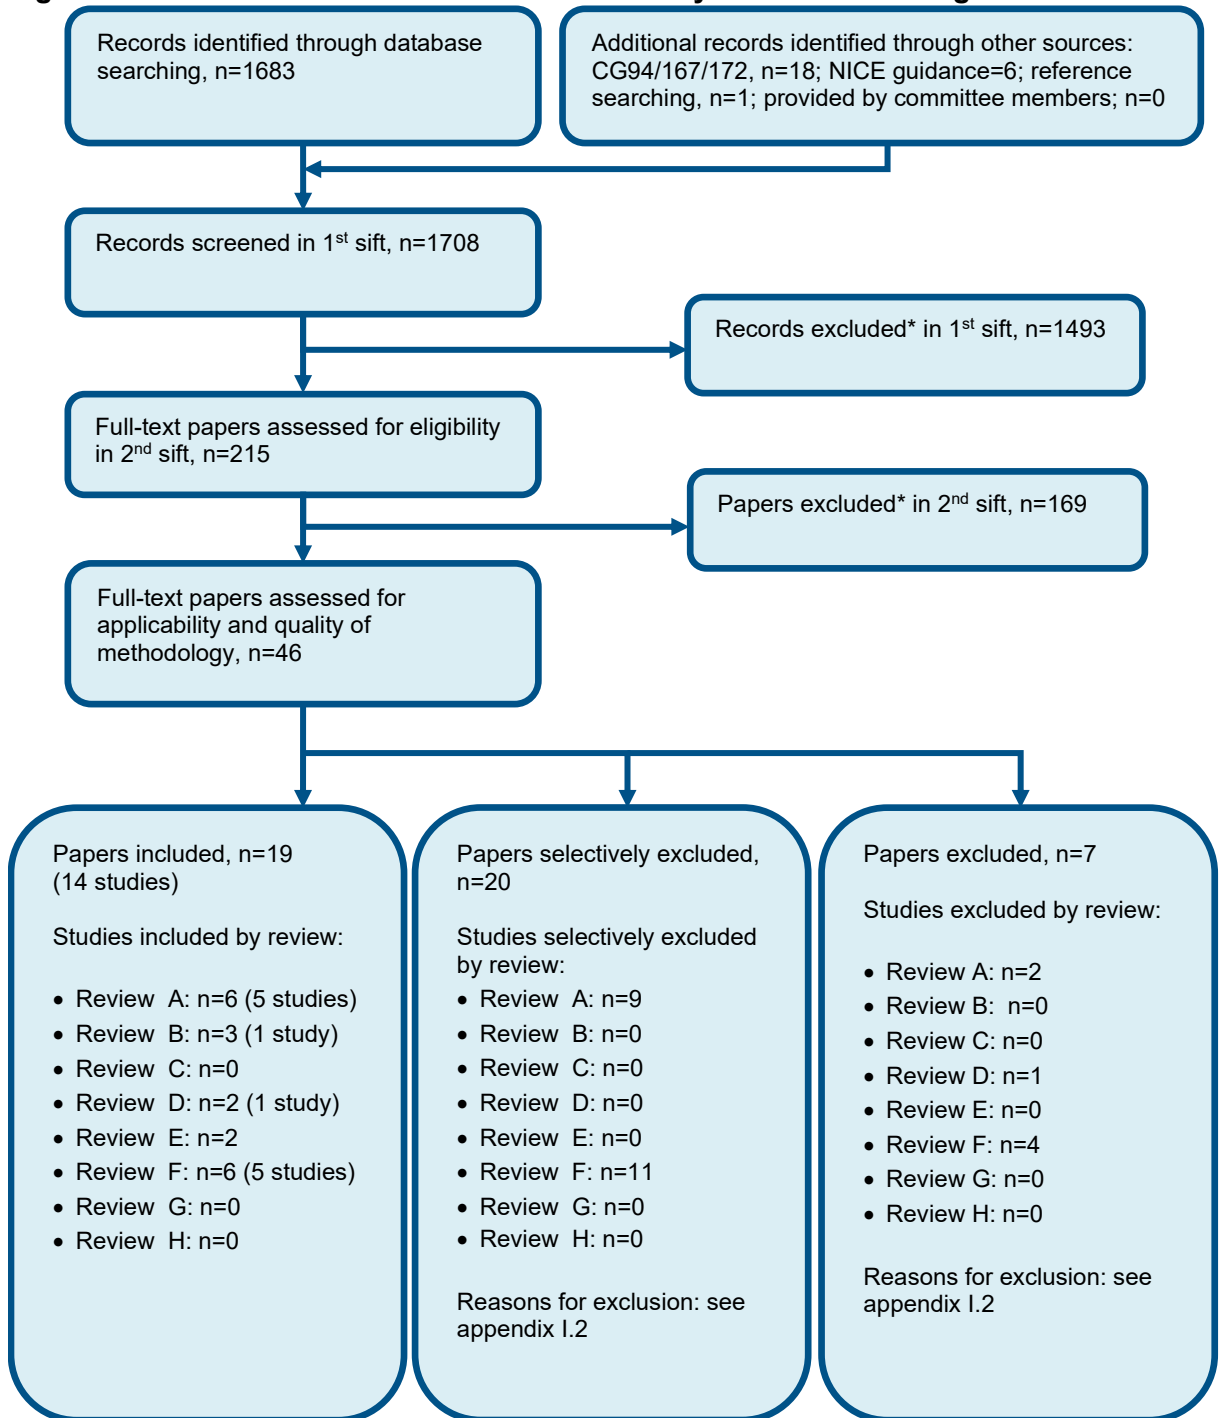 Records identified through database
searching, n=1683
Additional records identified through other sources:
CG94/167/172, n=18; NICE guidance=6; reference
searching, n=1; provided by committee members; n=0
Records screened in 1st sift, n=1708
Records excluded* in 1st sift, n=1493
Full-text papers assessed for eligibility
in 2nd sift, n=215
Papers excluded* in 2nd sift, n=169
Full-text papers assessed for
applicability and quality of
methodology, n=46
Papers included, n=19
(14 studies)
Studies included by review:
• Review A: n=6 (5 studies)
• Review B: n=3 (1 study)
• Review C: n=0
• Review D: n=2 (1 study)
• Review E: n=2
• Review F: n=6 (5 studies)
• Review G: n=0
• Review H: n=0
Papers selectively excluded,
n=20
Studies selectively excluded
by review:
• Review A: n=9
• Review B: n=0
• Review C: n=0
• Review D: n=0
• Review E: n=0
• Review F: n=11
• Review G: n=0
• Review H: n=0
Reasons for exclusion: see
appendix I.2
Papers excluded, n=7
Studies excluded by review:
• Review A: n=2
• Review B: n=0
• Review C: n=0
• Review D: n=1
• Review E: n=0
• Review F: n=4
• Review G: n=0
• Review H: n=0
Reasons for exclusion: see
appendix I.2